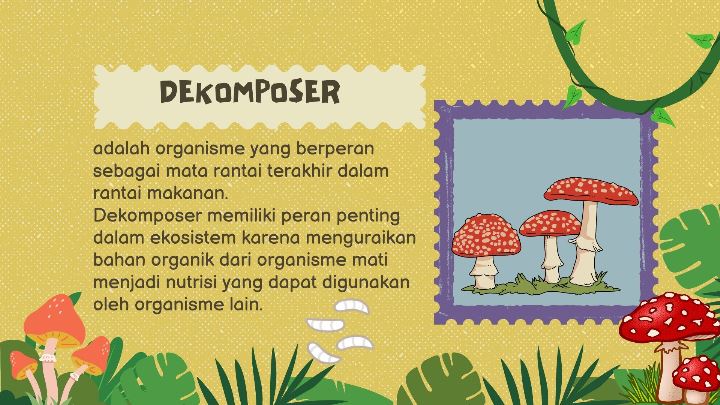 DEKOMPOSER
adalah organisme yang berperan
sebagai mata rantai terakhir dalam
rantai makanan.
Dekomposer memiliki peran penting
dalam ekosistem karena menguraikan
bahan organik dari organisme mati
menjadi nutrisi yang dapat digunakan
oleh organisme lain.